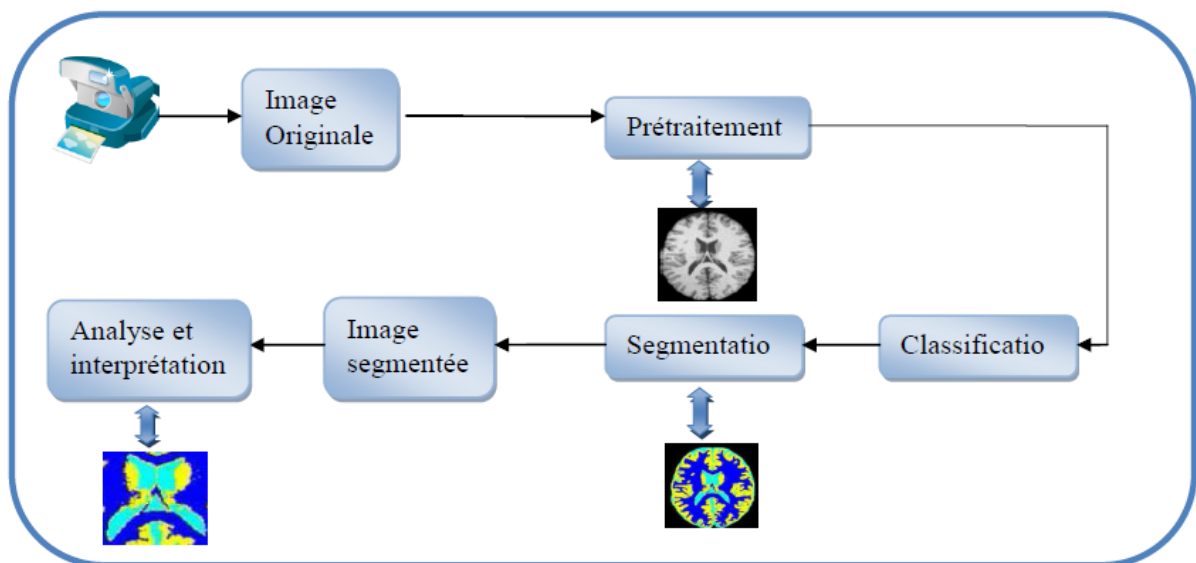 Image
Originale
Prétraitement
Classificatio
Segmentatio
Image
segmentée
Analyse et
interprétation